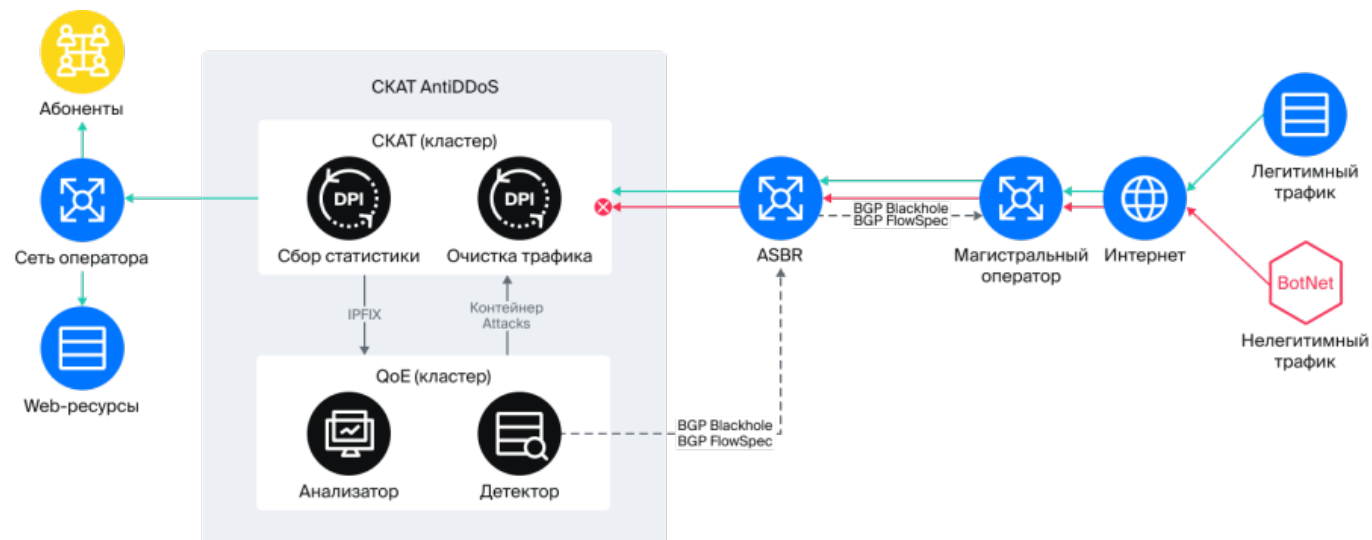 Абоненты
Сеть оператора
Web-ресурсы
СКАТ AntiDDoS
СКАТ (кластер)
DPI
DPI
Сбор статистики
Очистка трафика
IPFIX
Контейнер
Attacks
QoE (кластер)
Анализатор
Детектор
BGP Blackhole
BGP FlowSpec
ASBR
BGP Blackhole
BGP FlowSpec
Магистральный
оператор
Интернет
Легитимный
трафик
BotNet
Нелегитимный
трафик